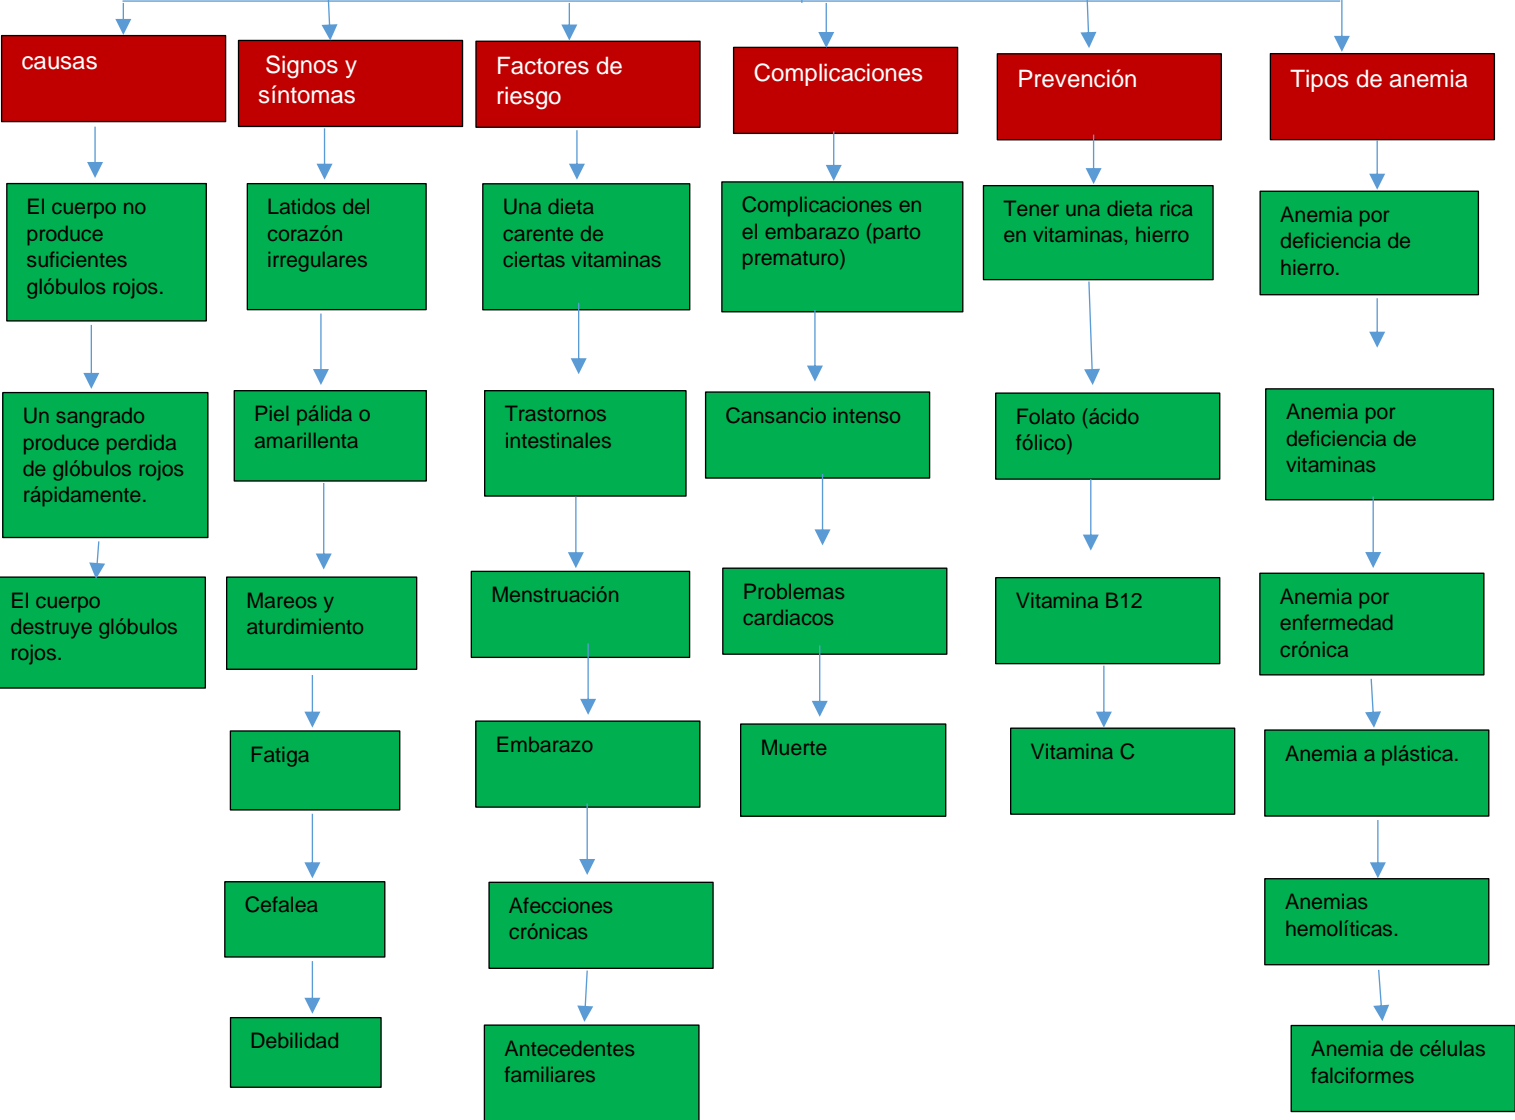 causas
Signos y
síntomas
Factores de
riesgo
Complicaciones
Prevención
Tipos de anemia
El cuerpo no
produce
suficientes
glóbulos rojos.
Un sangrado
produce perdida
de glóbulos rojos
rápidamente.
El cuerpo
destruye glóbulos
rojos.
Latidos del
corazón
irregulares
Piel pálida o
amarillenta
Mareos y
aturdimiento
Fatiga
Cefalea
Debilidad
Una dieta
carente de
ciertas vitaminas
Trastornos
intestinales
Menstruación
Embarazo
Afecciones
crónicas
Antecedentes
familiares
Complicaciones en
el embarazo (parto
prematuro)
Cansancio intenso
Problemas
cardiacos
Muerte
Tener una dieta rica
en vitaminas, hierro
Folato (ácido
fólico)
Vitamina B12
Vitamina C
Anemia por
deficiencia de
hierro.
Anemia por
deficiencia de
vitaminas
Anemia por
enfermedad
crónica
Anemia a plástica.
Anemias
hemolíticas.
Anemia de células
falciformes